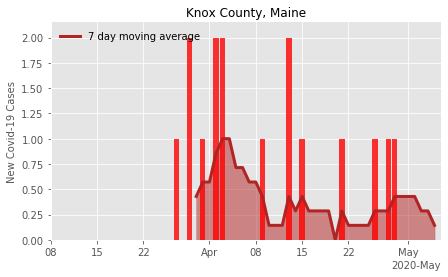 Knox County, Maine
7 day moving average
New Covid-19 Cases
2.00
1.75
1.50
1.25
1.00
0.75
0.50
0.25
0.00
08 15 22 Apr 08 15 22 May
2020-May